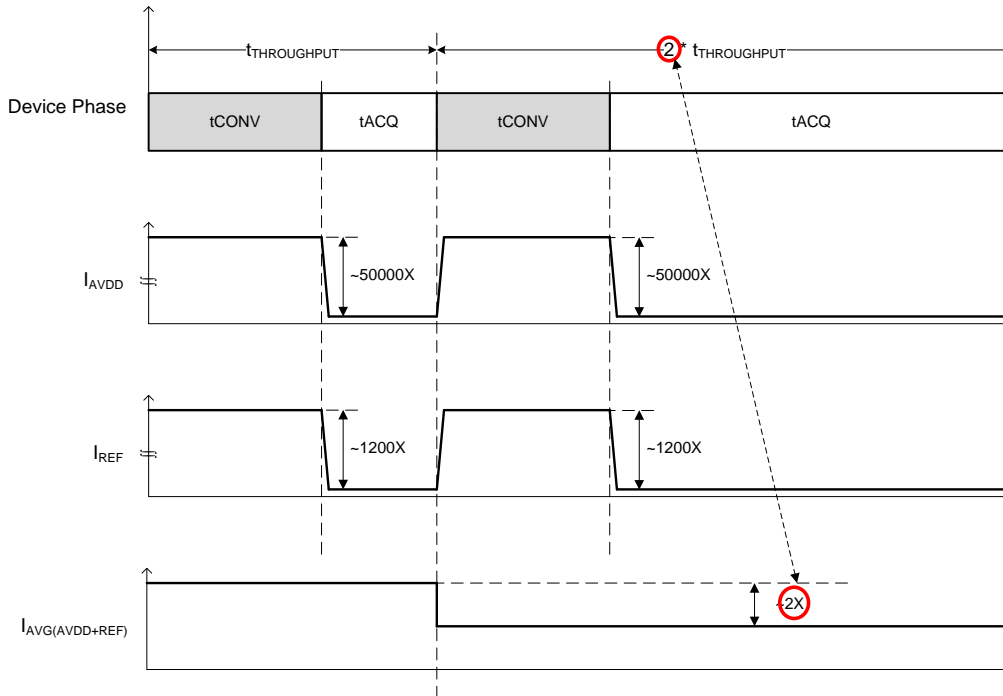 tTHROUGHPUT
2 * tTHROUGHPUT
Device Phase
tCONV
tACQ
tCONV
tACQ
IAVDD
~50000X
~50000X
IREF
~1200X
~1200X
IAVG(AVDD+REF)
~2X